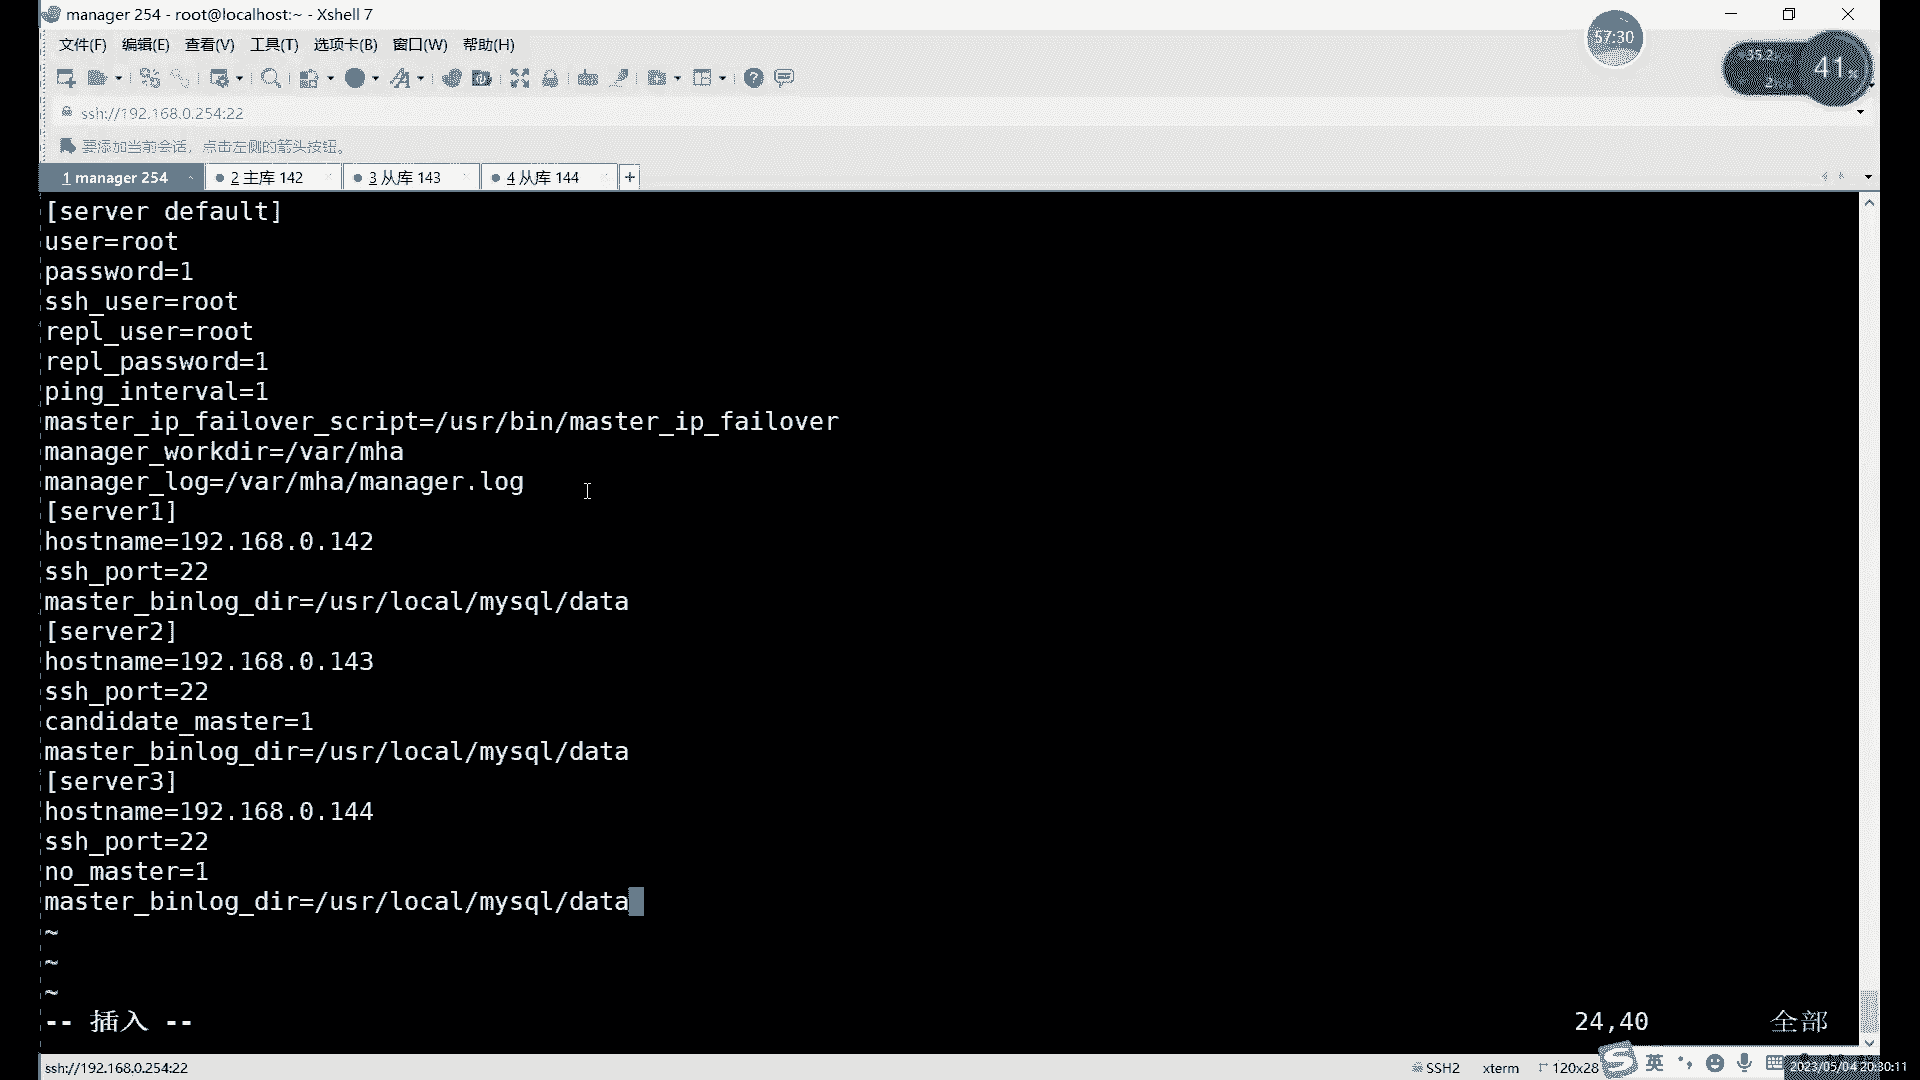 manager 254 - root@localhost:~ - Xshell 7
文件(F) 编辑(E) 查看(V) 工具(T) 选项卡(B) 窗口(W) 帮助(H)
57:30
41%
ssh://192.168.0.254:22
要添加当前会话，点击左侧的箭头按钮。
1 manager 254
2 主库 142
3 从库 143
4 从库 144
+
[server default]
user=root
password=1
ssh_user=root
repl_user=root
repl_password=1
ping_interval=1
master_ip_failover_script=/usr/bin/master_ip_failover
manager_workdir=/var/mha
manager_log=/var/mha/manager.log
[server1]
hostname=192.168.0.142
ssh_port=22
master_binlog_dir=/usr/local/mysql/data
[server2]
hostname=192.168.0.143
ssh_port=22
candidate_master=1
master_binlog_dir=/usr/local/mysql/data
[server3]
hostname=192.168.0.144
ssh_port=22
no_master=1
master_binlog_dir=/usr/local/mysql/data
~
~
~
-- 插入 -- 24,40 全部
ssh://192.168.0.254:22 SSH2 xterm 120x28 英 2023/05/04 20:30:11